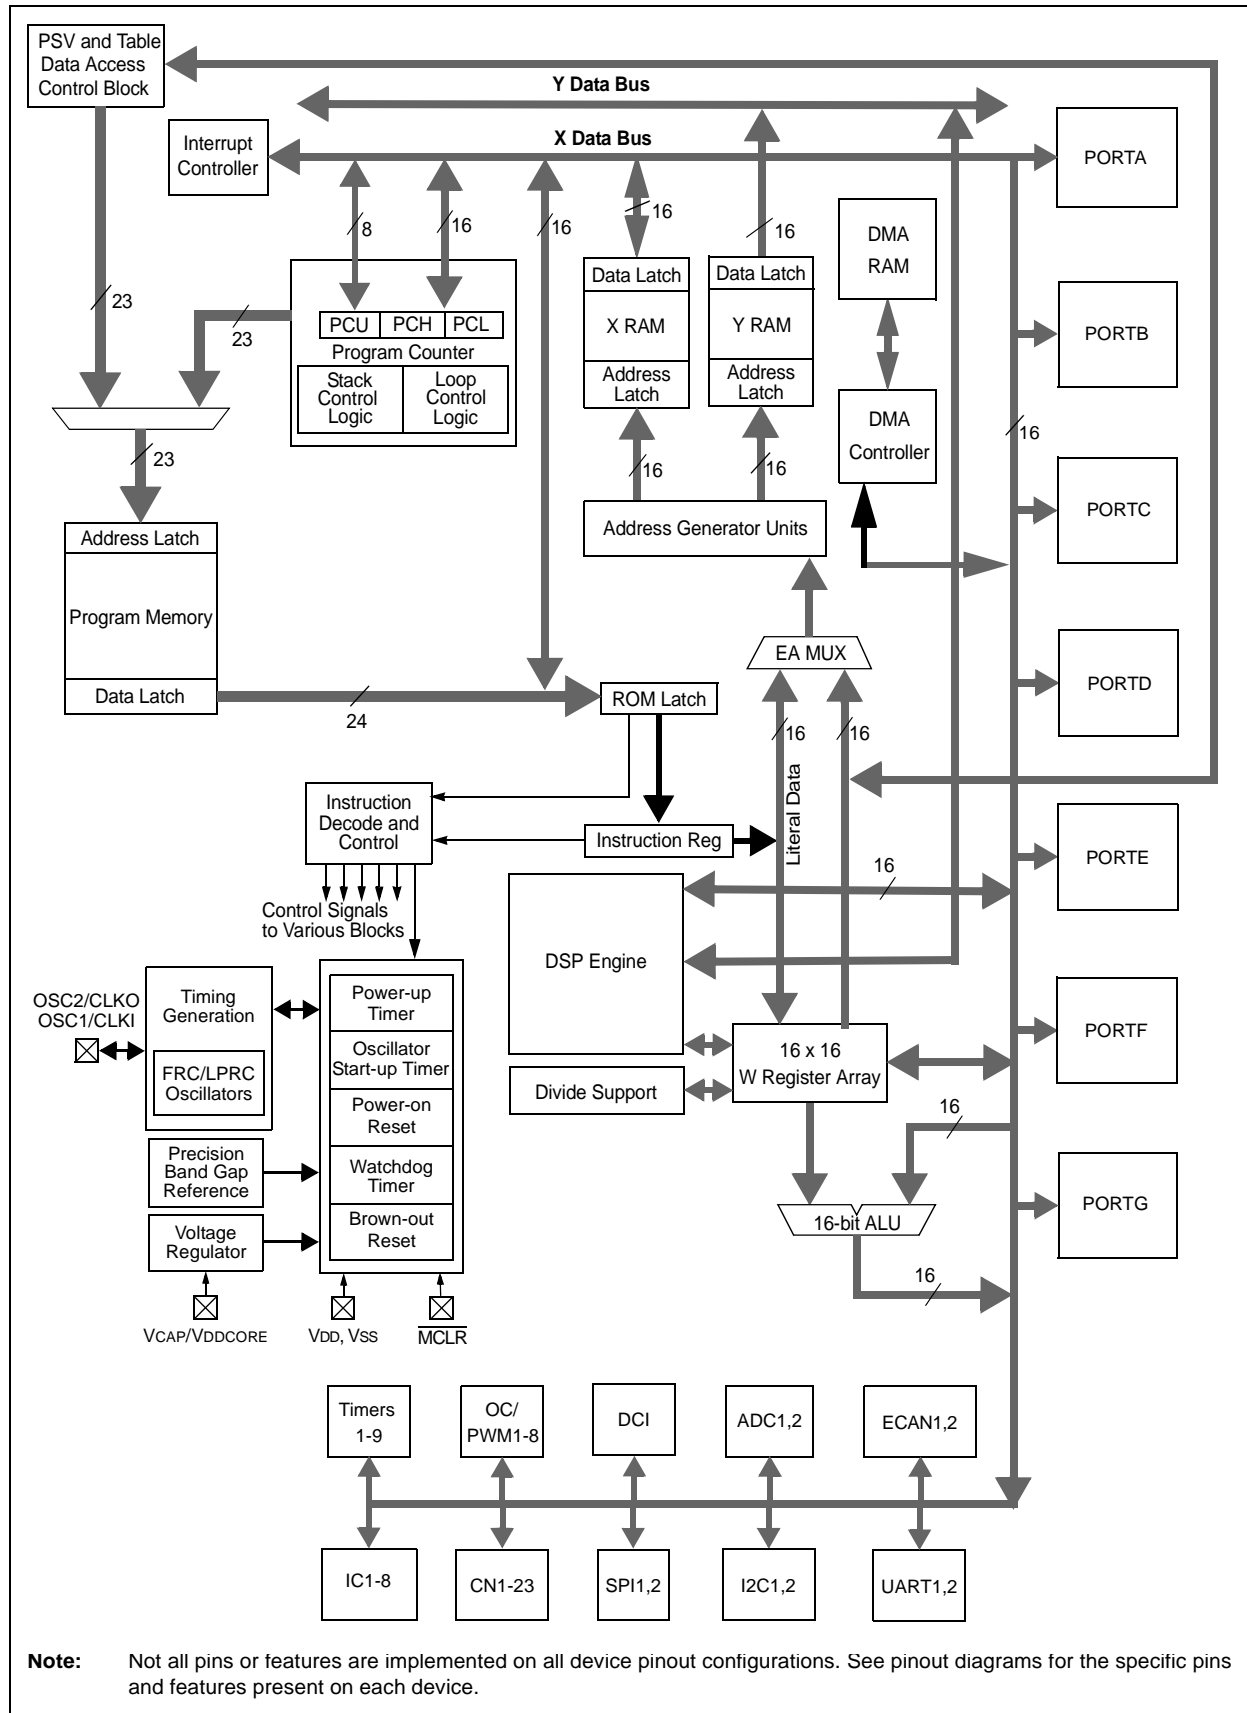 PSV and Table
Data Access
Control Block
Y Data Bus
X Data Bus
Interrupt
Controller
PORTA
8
16
16
16
16
DMA
RAM
23
23
Data Latch
X RAM
Address
Latch
Data Latch
Y RAM
Address
Latch
PCU PCH PCL
Program Counter
Stack
Control
Logic
Loop
Control
Logic
PORTB
23
16
16
DMA
Controller
16
PORTC
Address Latch
Program Memory
Data Latch
Address Generator Units
EA MUX
PORTD
24
ROM Latch
16
16
Literal Data
Instruction
Decode and
Control
Instruction Reg
PORTE
16
Control Signals
to Various Blocks
DSP Engine
OSC2/CLKO
OSC1/CLKI
Timing
Generation
FRC/LPRC
Oscillators
Power-up
Timer
Oscillator
Start-up Timer
Power-on
Reset
Watchdog
Timer
Brown-out
Reset
16 x 16
W Register Array
PORTF
Divide Support
16
Precision
Band Gap
Reference
Voltage
Regulator
16-bit ALU
PORTG
16
VCAP/VDDCORE
VDD, VSS
MCLR
Timers
1-9
OC/
PWM1-8
DCI
ADC1,2
ECAN1,2
IC1-8
CN1-23
SPI1,2
I2C1,2
UART1,2
Note: Not all pins or features are implemented on all device pinout configurations. See pinout diagrams for the specific pins
and features present on each device.